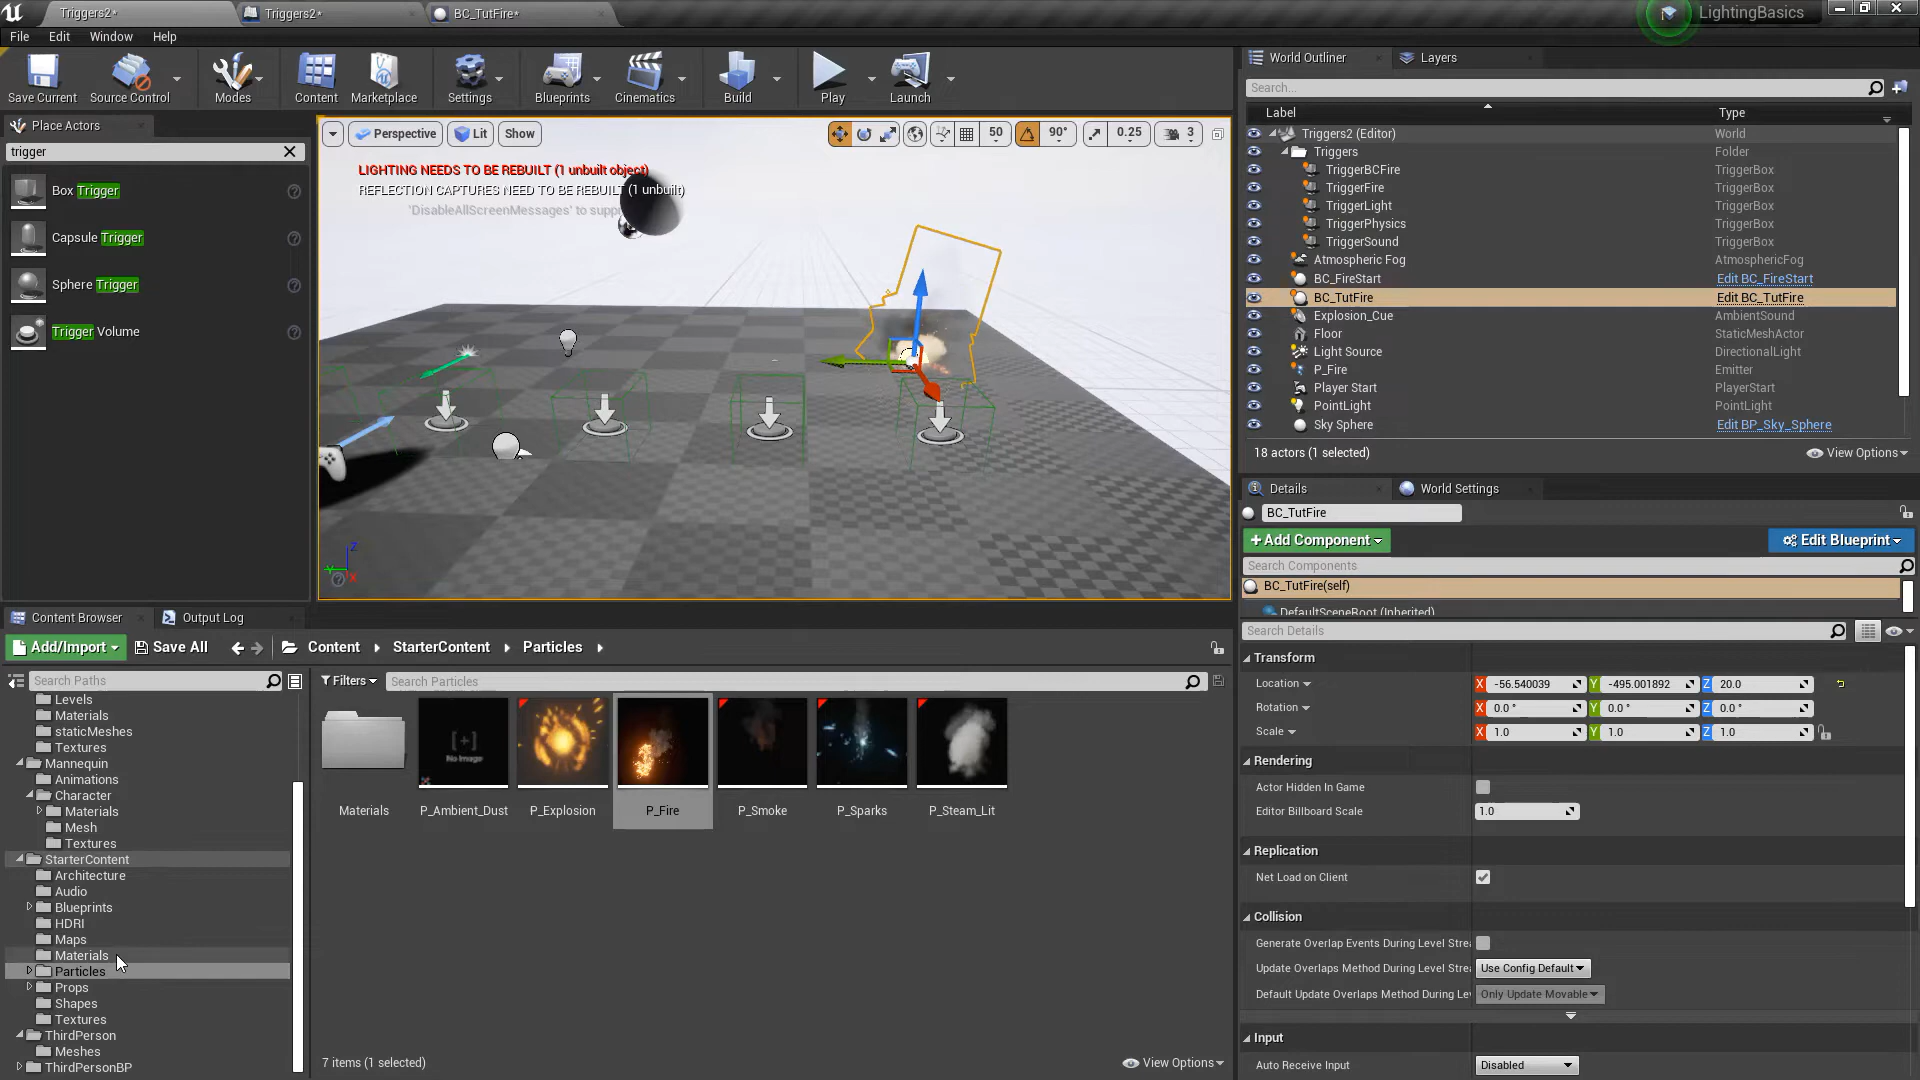 Triggers2*
Triggers2*
BC_TutFire*
LightingBasics
File Edit Window Help
Save Current
Source Control
Modes
Content
Marketplace
Settings
Blueprints
Cinematics
Build
Play
Launch
Place Actors
trigger
Box Trigger
Capsule Trigger
Sphere Trigger
Trigger Volume
Perspective
Lit
Show
50
90°
0.25
3
LIGHTING NEEDS TO BE REBUILT (1 unbuilt object)
REFLECTION CAPTURES NEED TO BE REBUILT (1 unbuilt)
'DisableAllScreenMessages' to suppr
Z
Y
X
World Outliner
Layers
Search...
Label Type
Triggers2 (Editor) World
Triggers Folder
TriggerBCFire TriggerBox
TriggerFire TriggerBox
TriggerLight TriggerBox
TriggerPhysics TriggerBox
TriggerSound TriggerBox
Atmospheric Fog AtmosphericFog
BC_FireStart Edit BC_FireStart
BC_TutFire Edit BC_TutFire
Explosion_Cue AmbientSound
Floor StaticMeshActor
Light Source DirectionalLight
P_Fire Emitter
Player Start PlayerStart
PointLight PointLight
Sky Sphere Edit BP_Sky_Sphere
18 actors (1 selected) View Options
Details
World Settings
BC_TutFire
+Add Component
Edit Blueprint
Search Components
BC_TutFire(self)
DefaultSceneRoot (Inherited)
Search Details
Transform
Location X -56.540039 Y -495.001892 Z 20.0
Rotation X 0.0 ° Y 0.0 ° Z 0.0 °
Scale X 1.0 Y 1.0 Z 1.0
Rendering
Actor Hidden In Game
Editor Billboard Scale 1.0
Replication
Net Load on Client
Collision
Generate Overlap Events During Level Strea
Update Overlaps Method During Level Stre Use Config Default
Default Update Overlaps Method During Le Only Update Movable
Input
Auto Receive Input Disabled
Content Browser
Output Log
Add/Import
Save All
Content StarterContent Particles
Search Paths
Filters
Search Particles
Levels
Materials
staticMeshes
Textures
Mannequin
Animations
Character
Materials
Mesh
Textures
StarterContent
Architecture
Audio
Blueprints
HDRI
Maps
Materials
Particles
Props
Shapes
Textures
ThirdPerson
Meshes
ThirdPersonBP
[+]
No Image
Materials
P_Ambient_Dust
P_Explosion
P_Fire
P_Smoke
P_Sparks
P_Steam_Lit
7 items (1 selected)
View Options